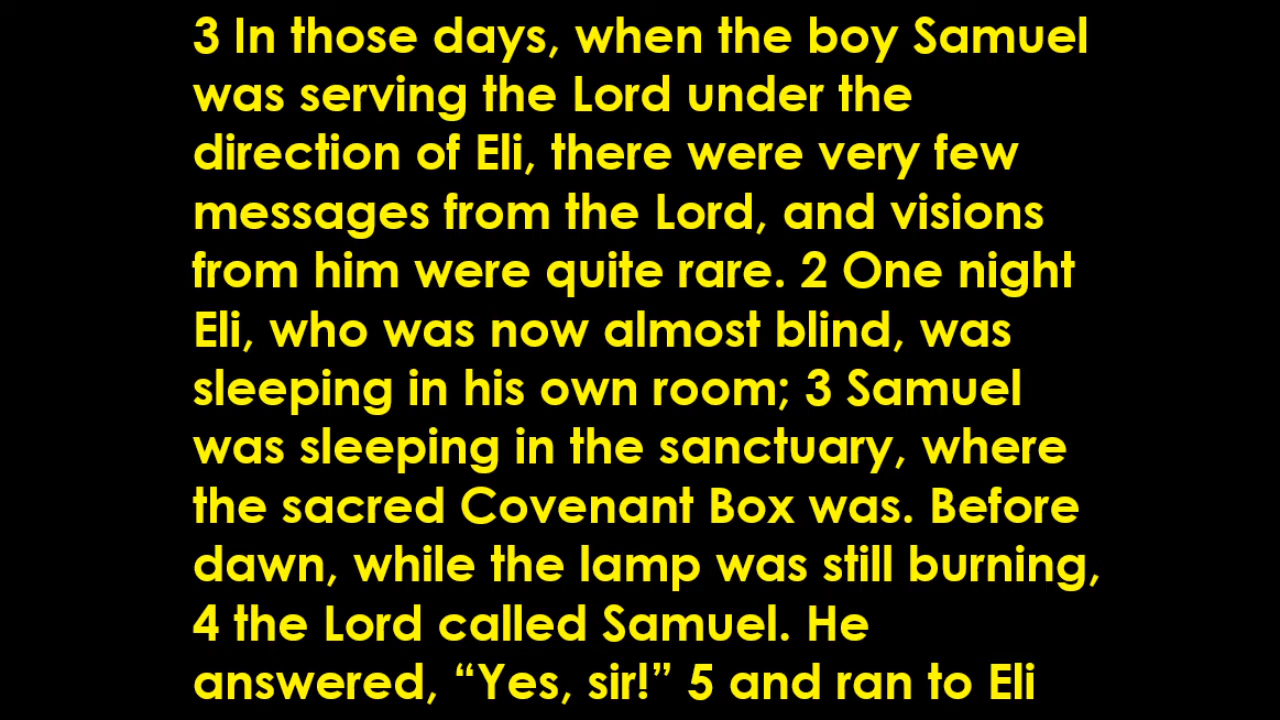 3 In those days, when the boy Samuel
was serving the Lord under the
direction of Eli, there were very few
messages from the Lord, and visions
from him were quite rare. 2 One night
Eli, who was now almost blind, was
sleeping in his own room; 3 Samuel
was sleeping in the sanctuary, where
the sacred Covenant Box was. Before
dawn, while the lamp was still burning,
4 the Lord called Samuel. He
answered, “Yes, sir!” 5 and ran to Eli